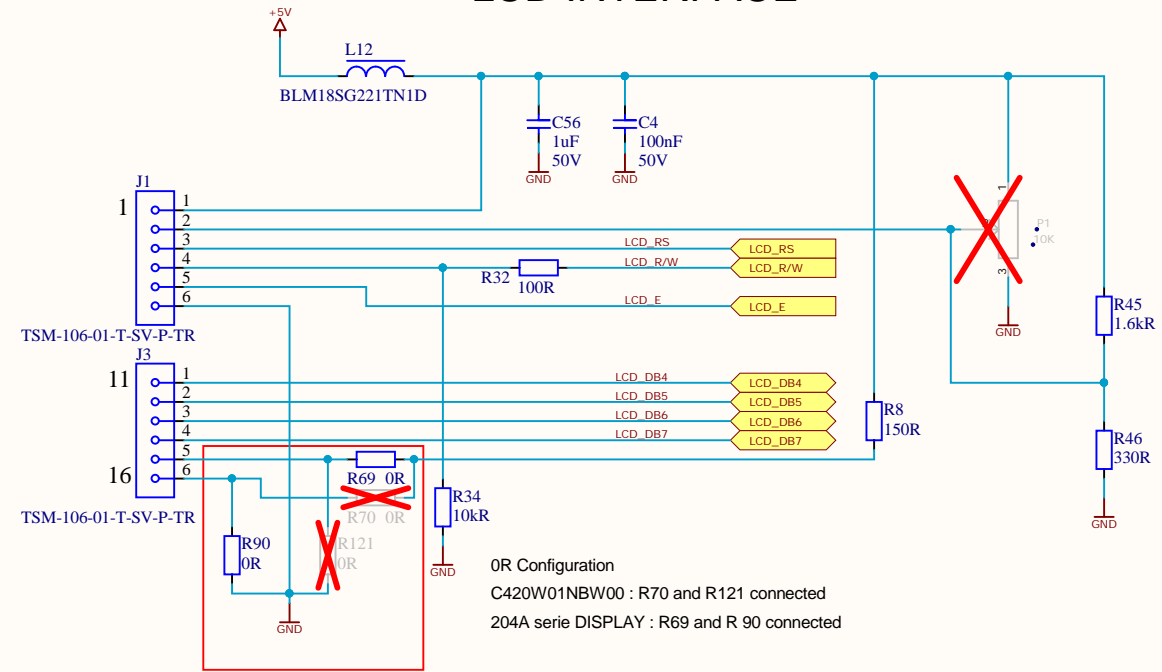 LCD INTERFACE
+5V
L12
BLM18SG221TN1D
C56
1uF
50V
GND
C4
100nF
50V
GND
J1
1
1
2
3
4
5
6
TSM-106-01-T-SV-P-TR
LCD_RS
LCD_RS
R32
100R
LCD_R/W
LCD_R/W
LCD_E
LCD_E
1
P1
10K
3
GND
R45
1.6kR
R46
330R
GND
J3
11
16
1
2
3
4
5
6
TSM-106-01-T-SV-P-TR
LCD_DB4
LCD_DB4
LCD_DB5
LCD_DB5
LCD_DB6
LCD_DB6
LCD_DB7
LCD_DB7
R8
150R
R69 0R
R70 0R
R90
0R
R121
0R
GND
R34
10kR
GND
0R Configuration
C420W01NBW00 : R70 and R121 connected
204A serie DISPLAY : R69 and R 90 connected